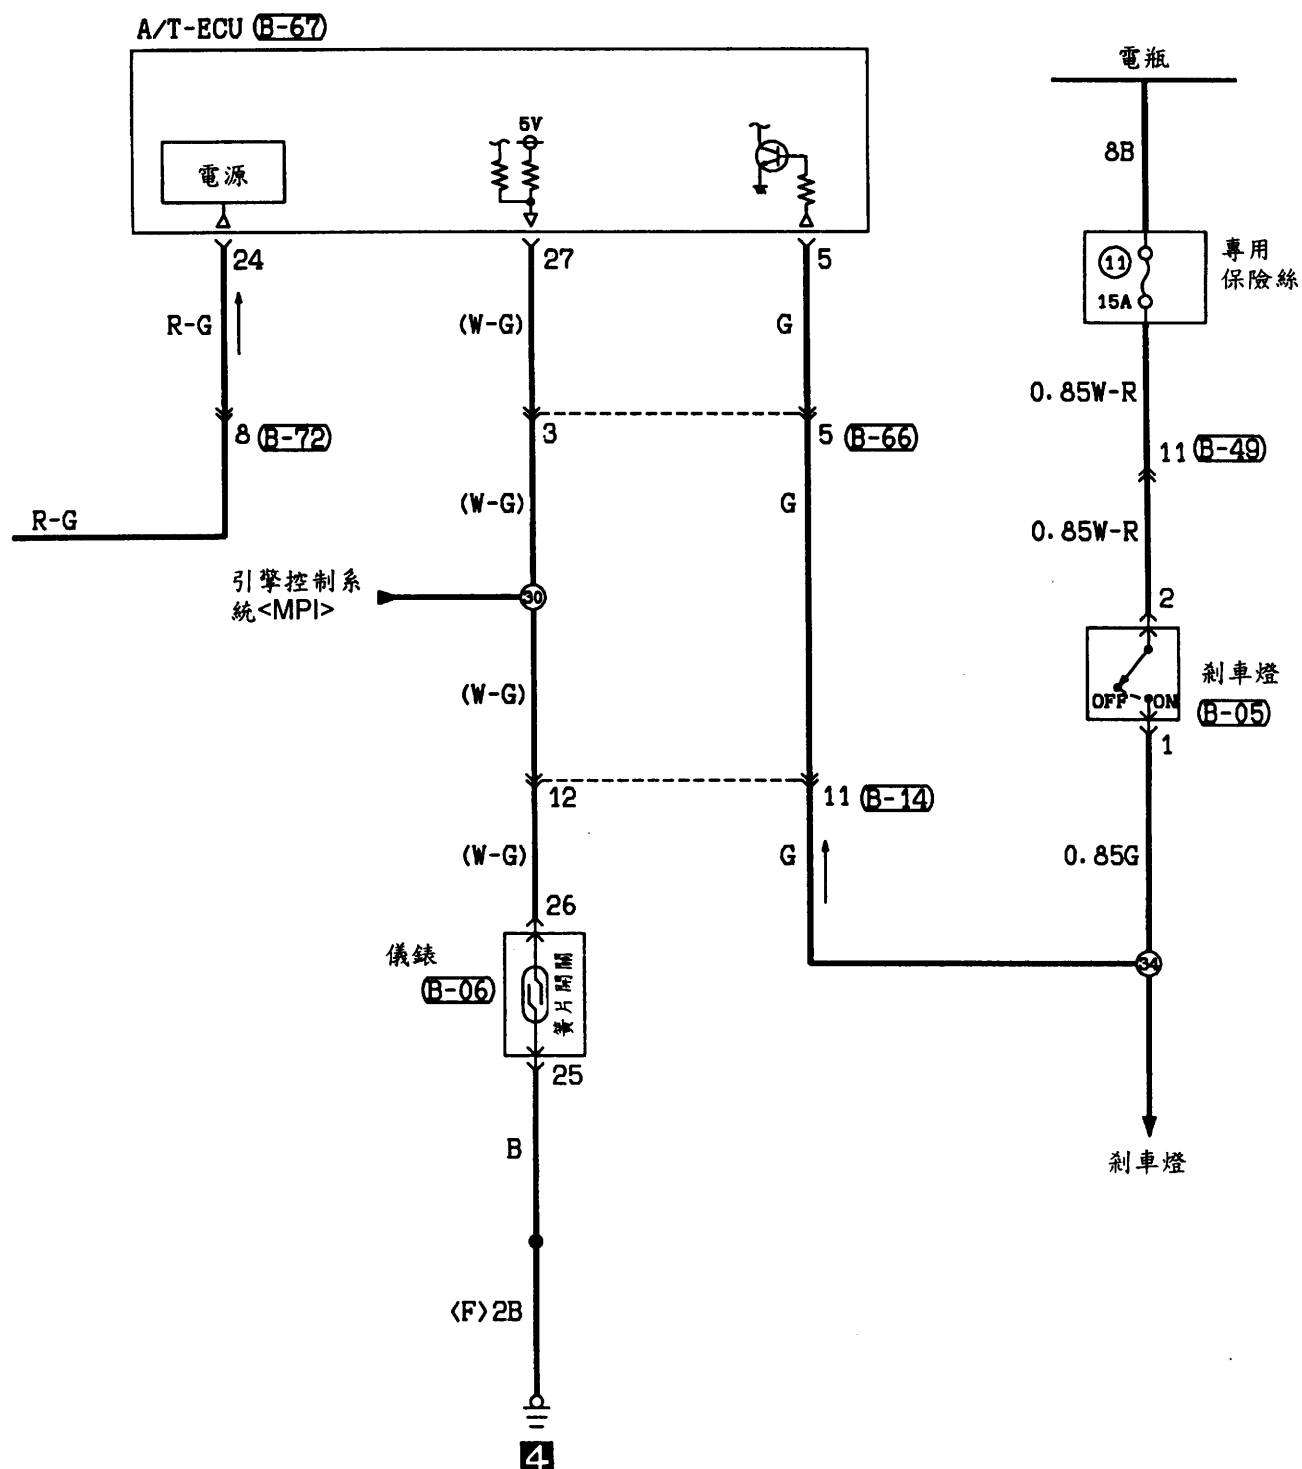 A/T-ECU (B-67)
電瓶
8B
電源
5V
24
27
5
11
15A
專用
保險絲
R-G
(W-G)
G
0.85W-R
8 (B-72)
3
5 (B-66)
11 (B-49)
R-G
(W-G)
G
0.85W-R
引擎控制系
統<MPI>
30
2
(W-G)
OFF
ON
剎車燈
(B-05)
1
12
11 (B-14)
(W-G)
G
0.85G
26
儀錶
(B-06)
簧片開關
34
25
B
剎車燈
<F>2B
4